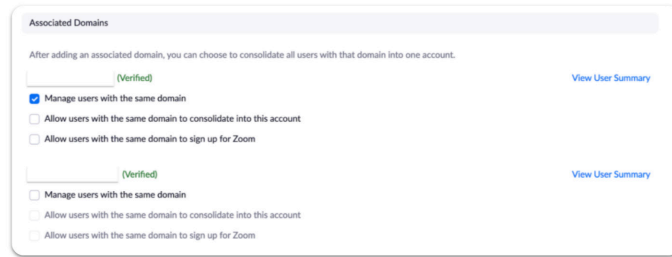 Associated Domains
After adding an associated domain, you can choose to consolidate all users with that domain into one account.
(Verified) View User Summary
Manage users with the same domain
Allow users with the same domain to consolidate into this account
Allow users with the same domain to sign up for Zoom
(Verified) View User Summary
Manage users with the same domain
Allow users with the same domain to consolidate into this account
Allow users with the same domain to sign up for Zoom